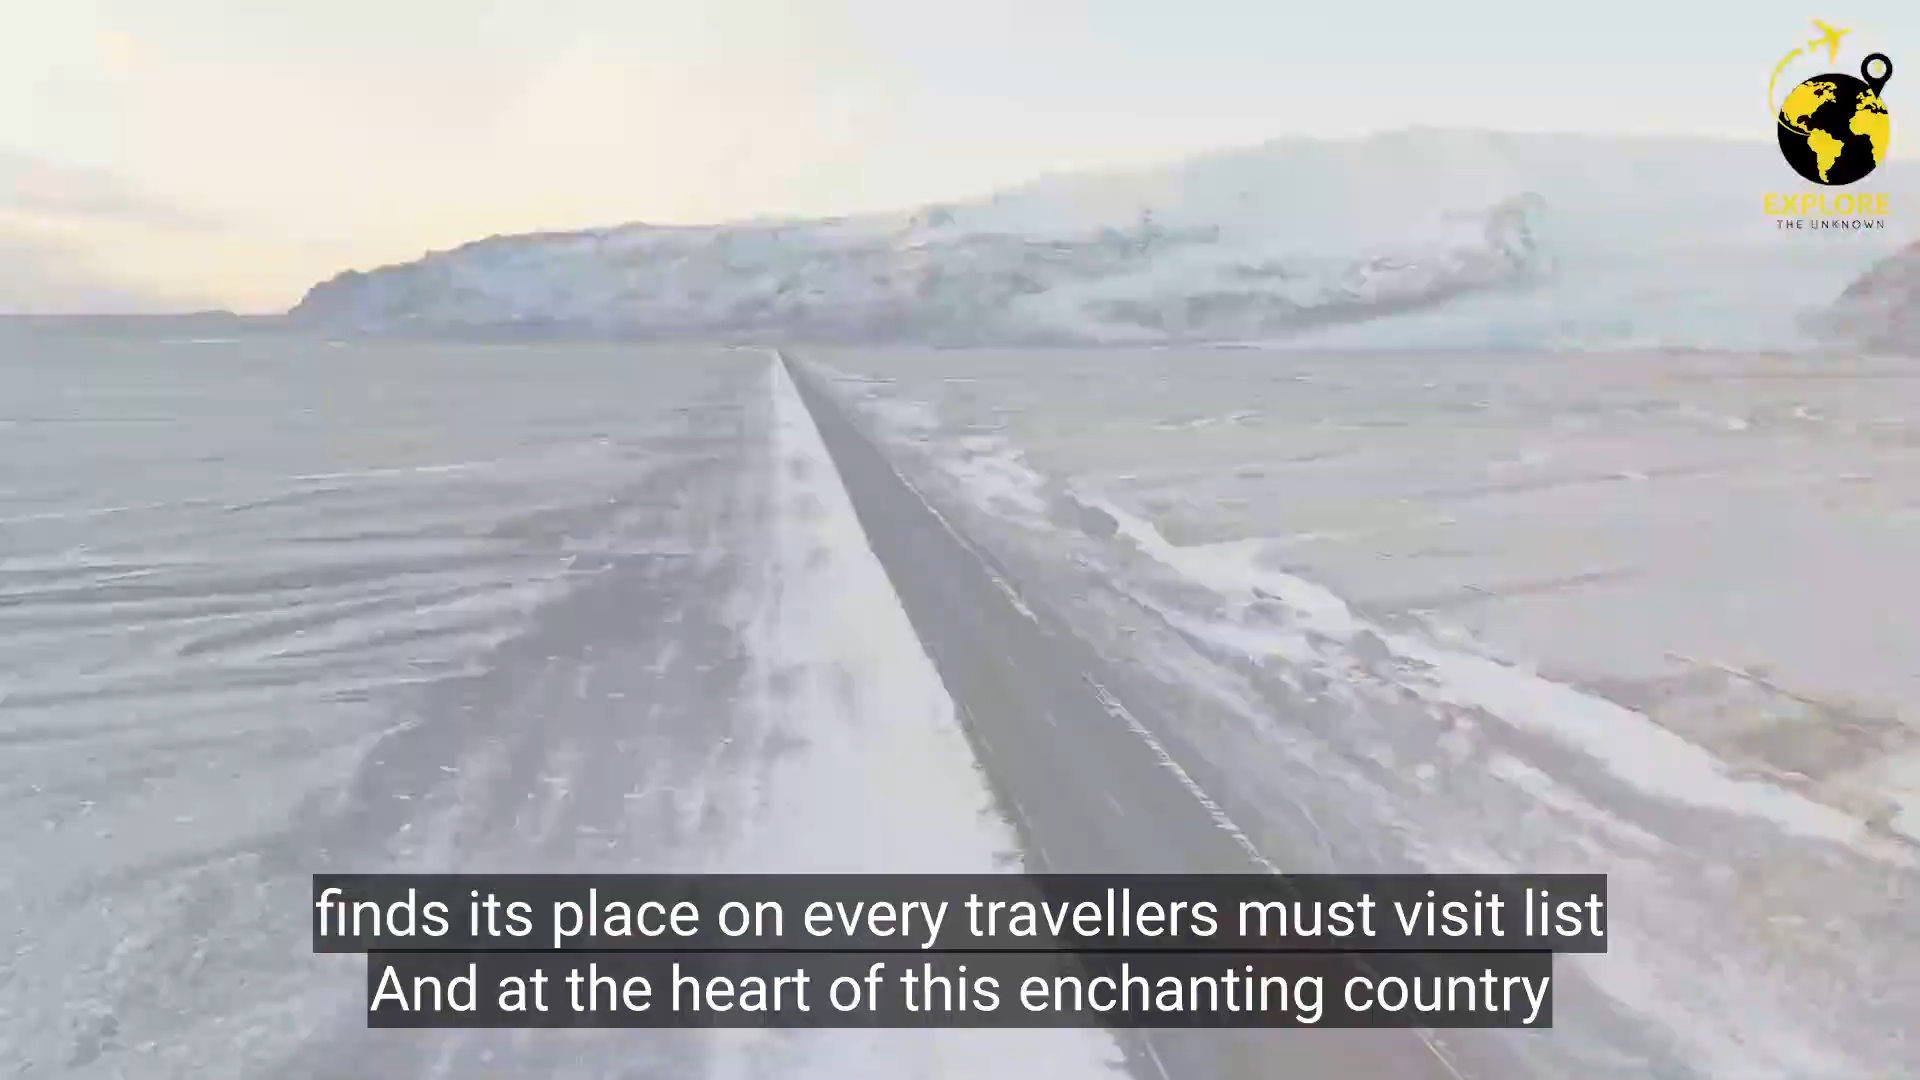 EXPLORE
THE UNKNOWN
finds its place on every travellers must visit list
And at the heart of this enchanting country